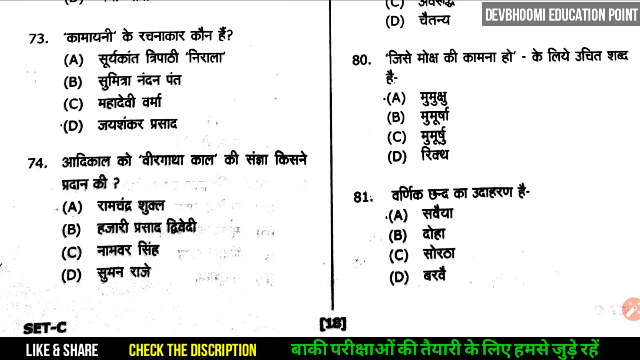 DEVBHOOMI EDUCATION POINT
73. 'कामायनी' के रचनाकार कौन हैं?
(A) सूर्यकांत त्रिपाठी 'निराला'
(B) सुमित्रा नंदन पंत
(C) महादेवी वर्मा
(D) जयशंकर प्रसाद
74. आदिकाल को 'वीरगाथा काल' की संज्ञा किसने
प्रदान की ?
(A) रामचंद्र शुक्ल
(B) हजारी प्रसाद द्विवेदी
(C) नामवर सिंह
(D) सुमन राजे
(D) चैतन्य
80. 'जिसे मोक्ष की कामना हो' - के लिये उचित शब्द
है-
(A) मुमुक्षु
(B) मुमूर्षा
(C) मुमूर्षु
(D) रिक्थ
81. वर्णिक छन्द का उदाहरण है-
(A) सवैया
(B) दोहा
(C) सोरठा
(D) बरवै
SET-C
[18]
LIKE & SHARE CHECK THE DISCRIPTION बाकी परीक्षाओं की तैयारी के लिए हमसे जुड़े रहें